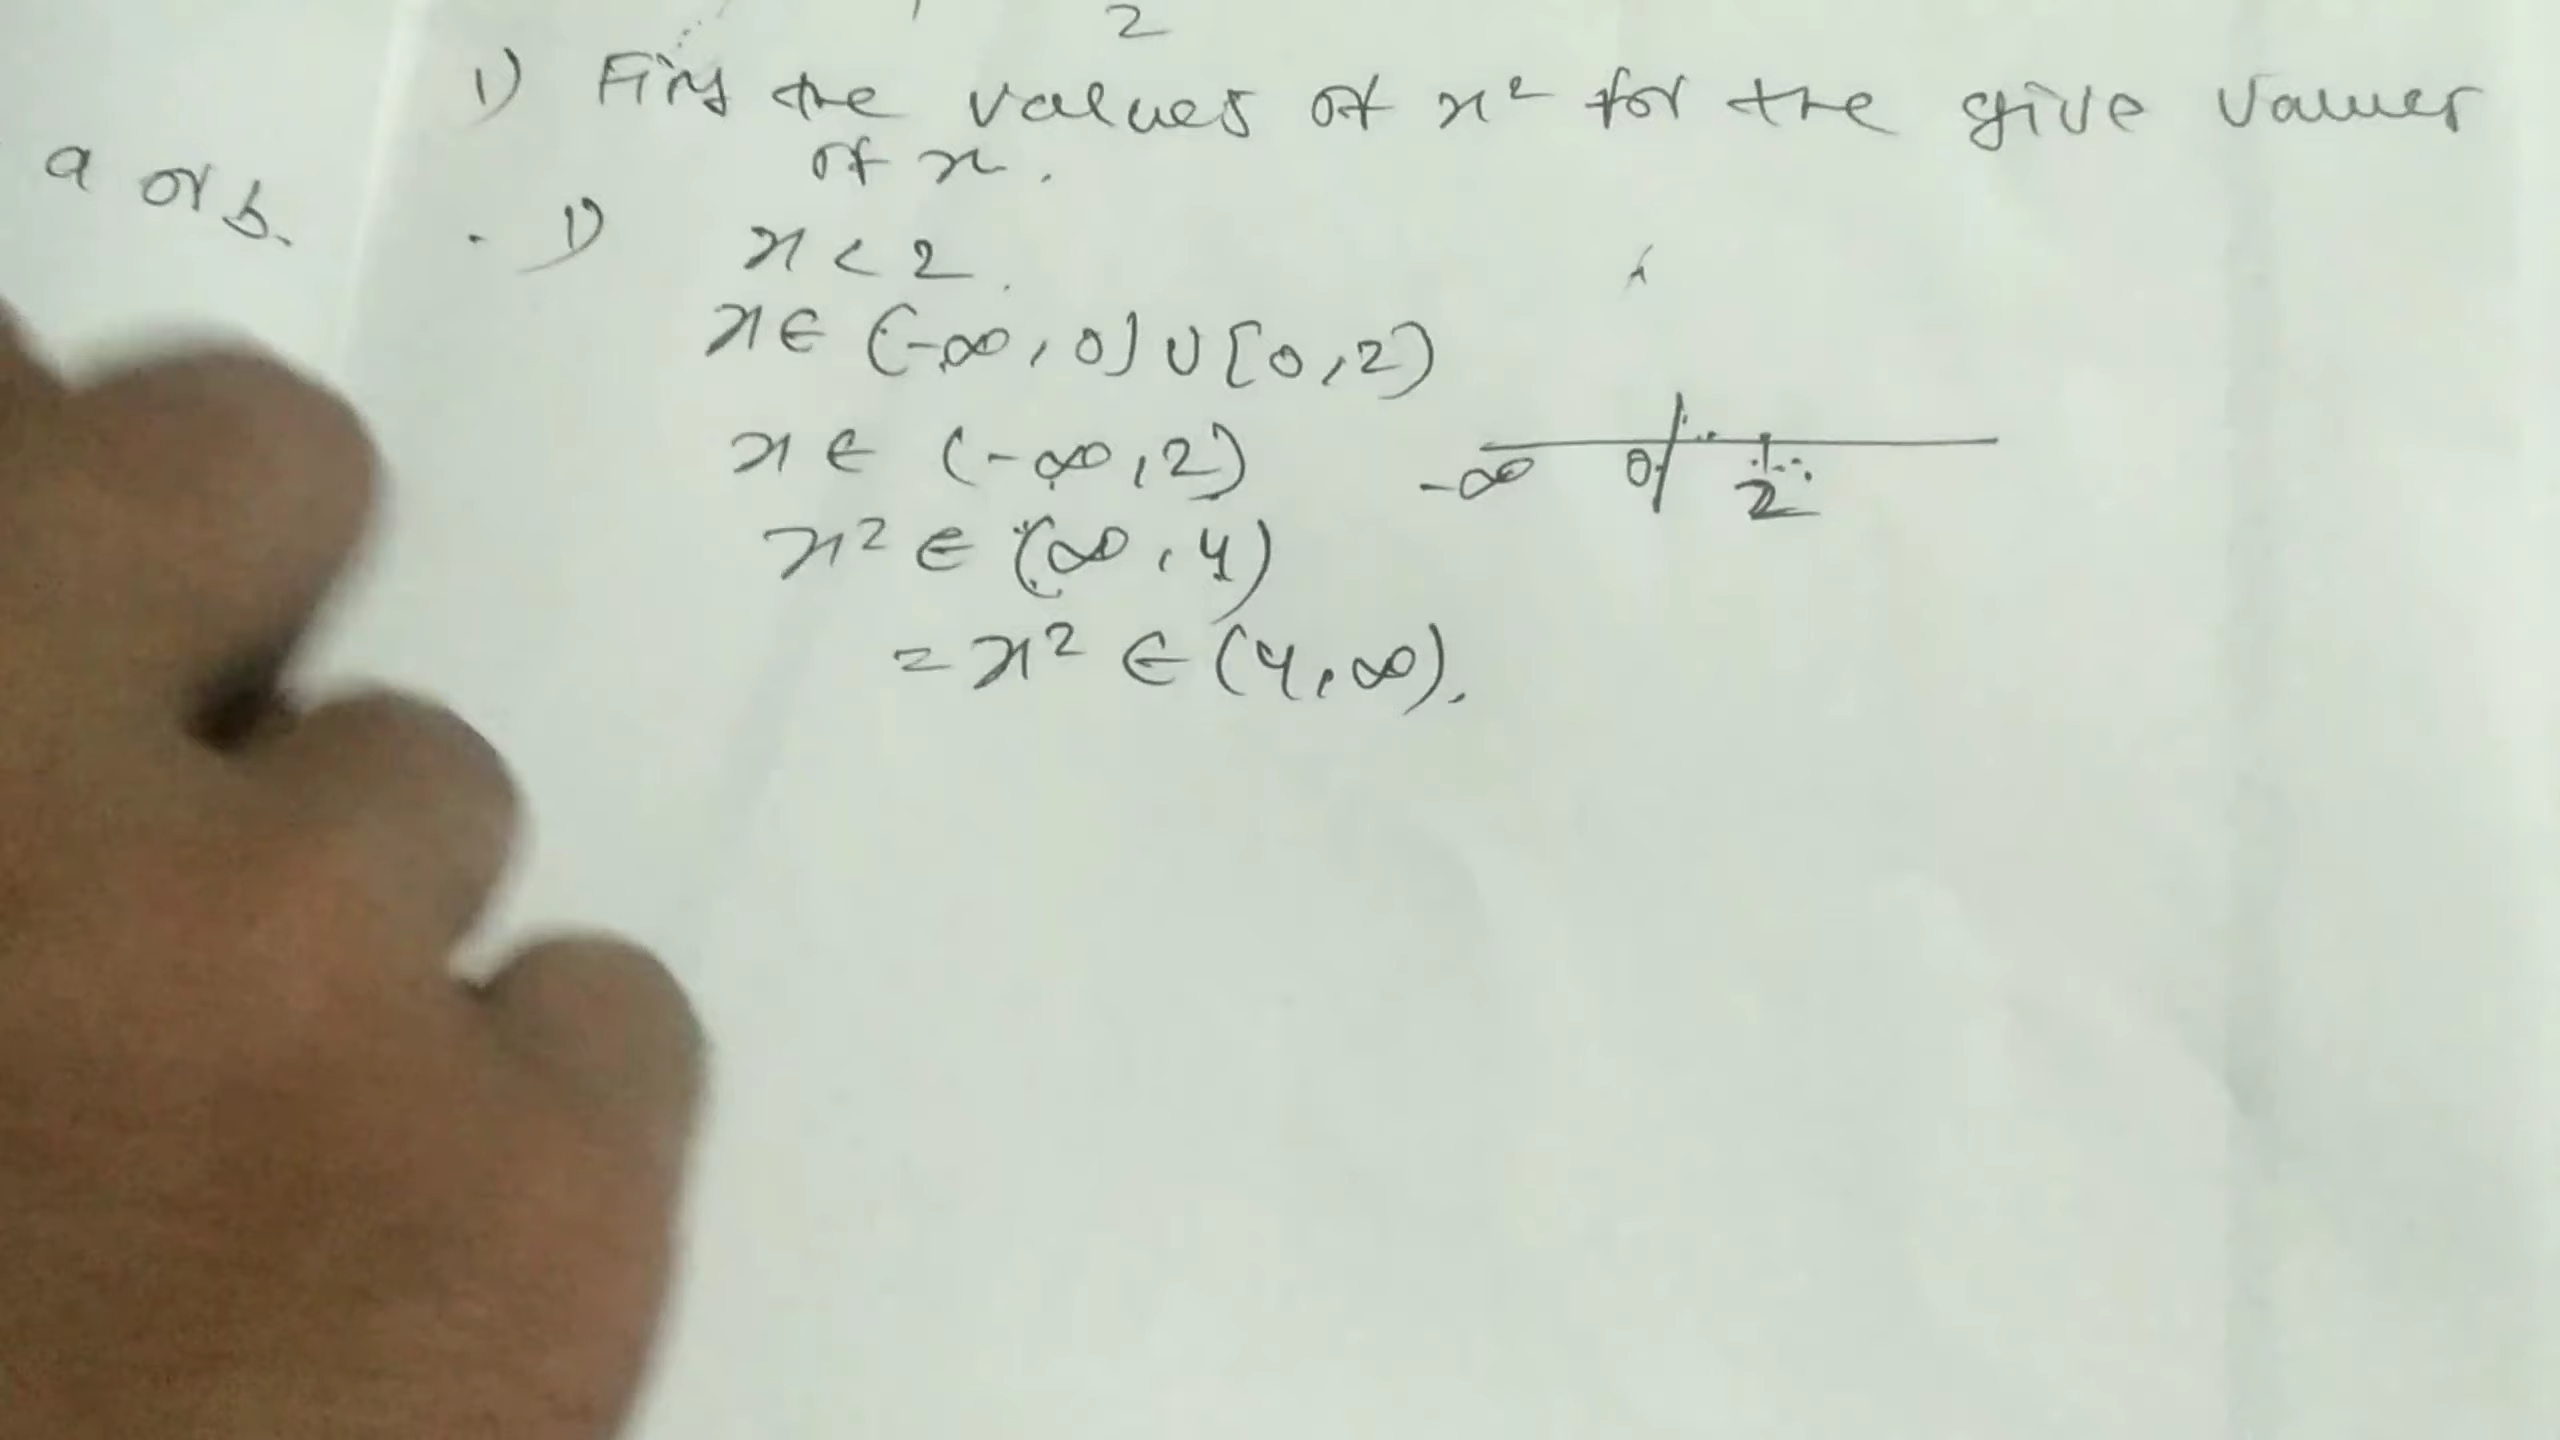 2
1) Find the values of x² for the give values
of x.
a or b.
1) x < 2
x ∈ (-∞, 0] ∪ [0, 2)
x ∈ (-∞, 2)
-∞ 0 2
x² ∈ (∞, 4)
= x² ∈ (4, ∞).